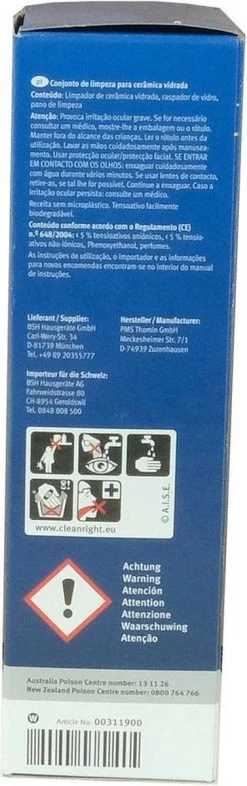 pt Conjunto de limpeza para cerâmica vidrada
Conteúdo: Limpador de cerâmica vidrada, raspador de vidro,
pano de limpeza
Atenção: Provoca irritação ocular grave. Se for necessário
consultar um médico, mostre-lhe a embalagem ou o rótulo.
Manter fora do alcance das crianças. Ler o rótulo antes da
utilização. Lavar as mãos cuidadosamente após manusea-
mento. Usar protecção ocular/protecção facial. SE ENTRAR
EM CONTACTO COM OS OLHOS: enxaguar cuidadosamente
com água durante vários minutos. Se usar lentes de contacto,
retire-as, se tal lhe for possível. Continue a enxaguar. Caso a
irritação ocular persista: consulte um médico.
Receita sem microplástico. Tensioativo facilmente
biodegradável.
Conteúdo conforme acordo com o Regulamento (CE)
n.º 648/2004: < 5 % tensioativos aniónicos, < 5 % tensio-
ativos não-iónicos, Phenoxyethanol, perfumes.
As instruções de utilização, o importador e as informações
para novas encomendas encontram-se no interior do manual
de instruções.
Lieferant / Supplier:
BSH Hausgeräte GmbH
Carl-Wery-Str. 34
D-81739 München
Tel. +49 89 20355777
Hersteller / Manufacturer:
PMS Thomin GmbH
Meckesheimer Str. 7/1
D-74939 Zuzenhausen
Importeur für die Schweiz:
BSH Hausgeräte AG
Fahrweidstrasse 80
CH-8954 Geroldswil
Tel. 0848 808 500
www.cleanright.eu
© A.I.S.E.
Achtung
Warning
Atención
Attention
Attenzione
Waarschuwing
Atenção
Australia Poison Centre number: 13 11 26
New Zealand Poison Centre number: 0800 764 766
W Article No. 00311900